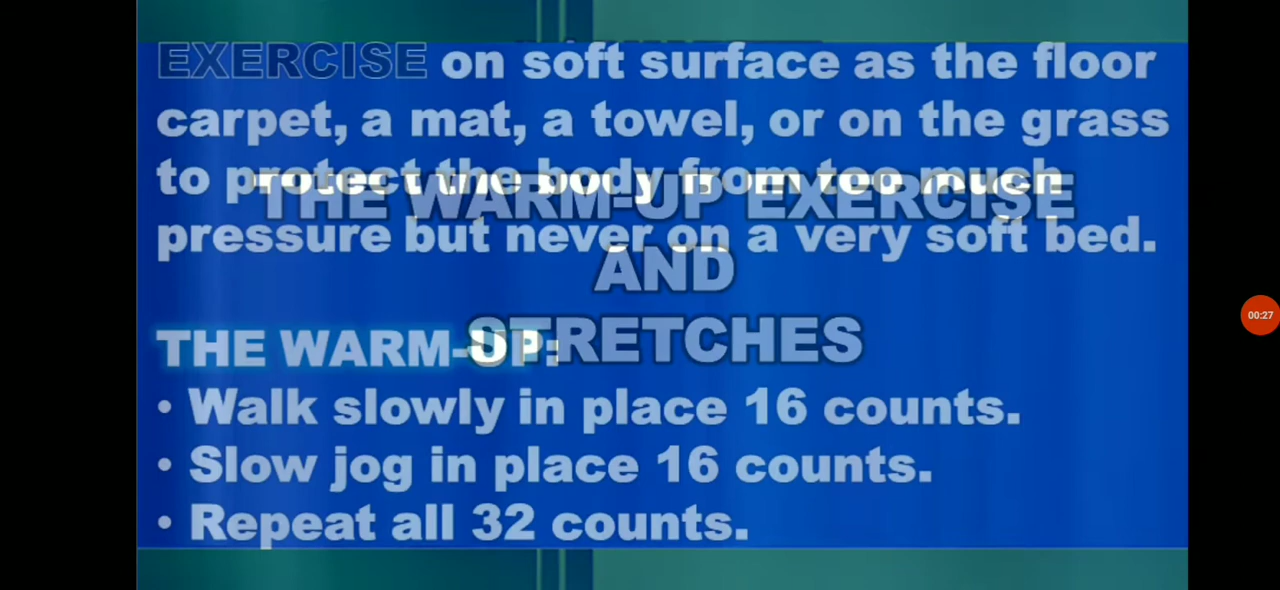 EXERCISE on soft surface as the floor
carpet, a mat, a towel, or on the grass
to protect the body from too much
pressure but never on a very soft bed.
THE WARM-UP EXERCISE
AND
STRETCHES
THE WARM-UP:
• Walk slowly in place 16 counts.
• Slow jog in place 16 counts.
• Repeat all 32 counts.
00:27